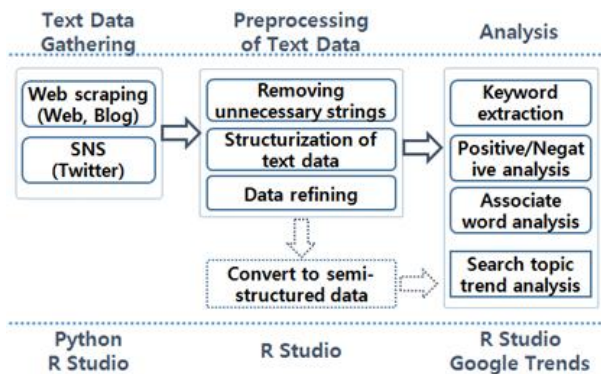 Text Data
Gathering
Preprocessing
of Text Data
Analysis
Web scraping
(Web, Blog)
SNS
(Twitter)
Removing
unnecessary strings
Structurization of
text data
Data refining
Convert to semi-
structured data
Keyword
extraction
Positive/Negat
ive analysis
Associate
word analysis
Search topic
trend analysis
Python
R Studio
R Studio
R Studio
Google Trends